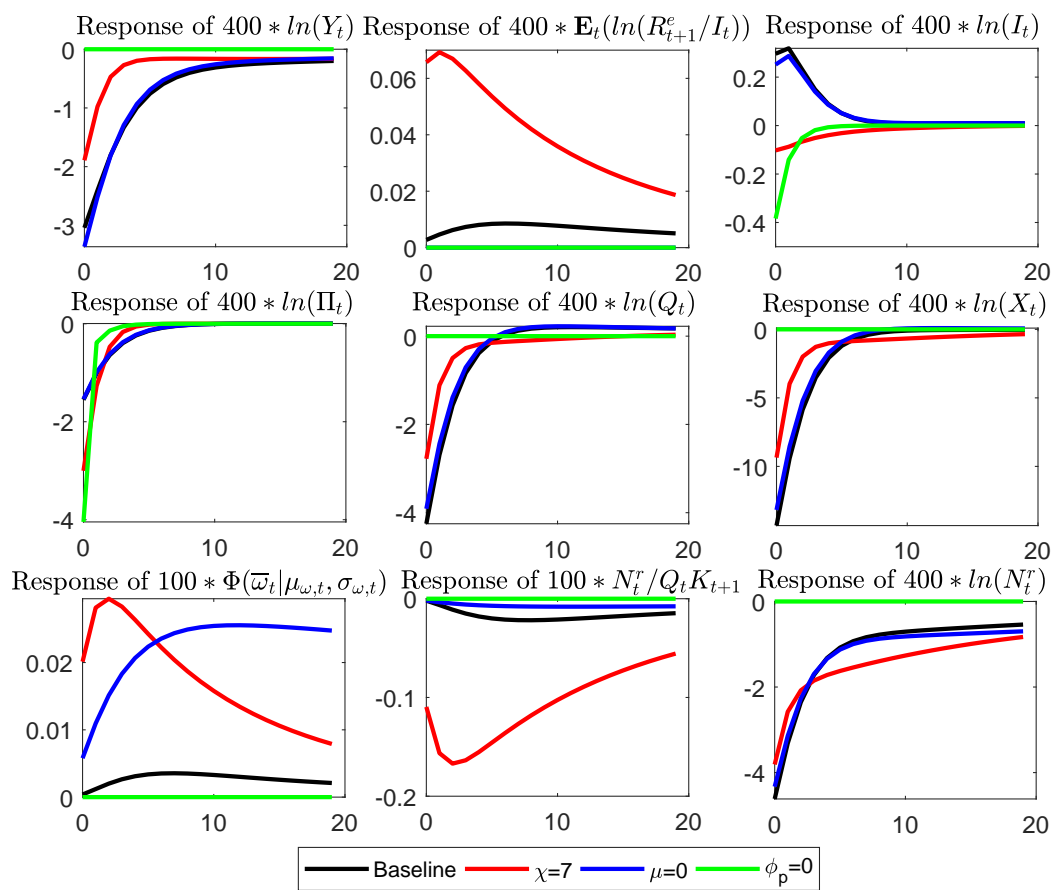 Response of 400 * ln(Y_t)
Response of 400 * E_t(ln(R^e_{t+1}/I_t))
Response of 400 * ln(I_t)
0
-1
-2
-3
0 10 20
0.06
0.04
0.02
0
0 10 20
0.2
0
-0.2
-0.4
0 10 20
Response of 400 * ln(Π_t)
Response of 400 * ln(Q_t)
Response of 400 * ln(X_t)
0
-2
-4
0 10 20
0
-2
-4
0 10 20
0
-5
-10
0 10 20
Response of 100 * Φ(ω̅_t|μ_{ω,t}, σ_{ω,t})
Response of 100 * N^r_t/Q_tK_{t+1}
Response of 400 * ln(N^r_t)
0.02
0.01
0
0 10 20
0
-0.1
-0.2
0 10 20
0
-2
-4
0 10 20
Baseline χ=7 μ=0 ϕ_p=0